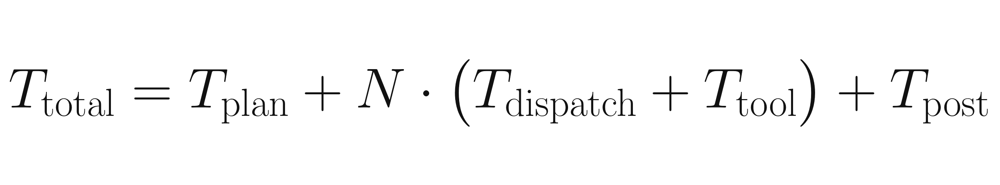 T_total = T_plan + N · (T_dispatch + T_tool) + T_post